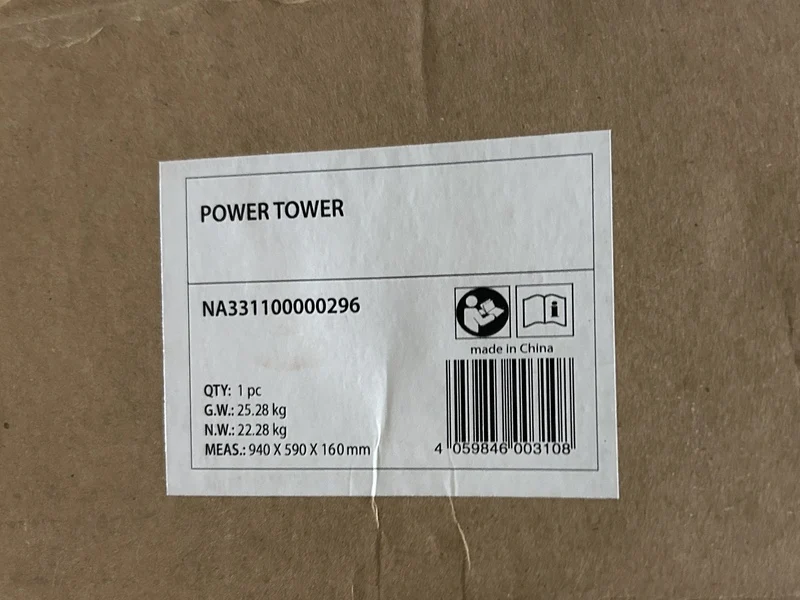 POWER TOWER
NA331100000296
made in China
QTY: 1 pc
G.W.: 25.28 kg
N.W.: 22.28 kg
MEAS.: 940 X 590 X 160 mm
4 059846 003108